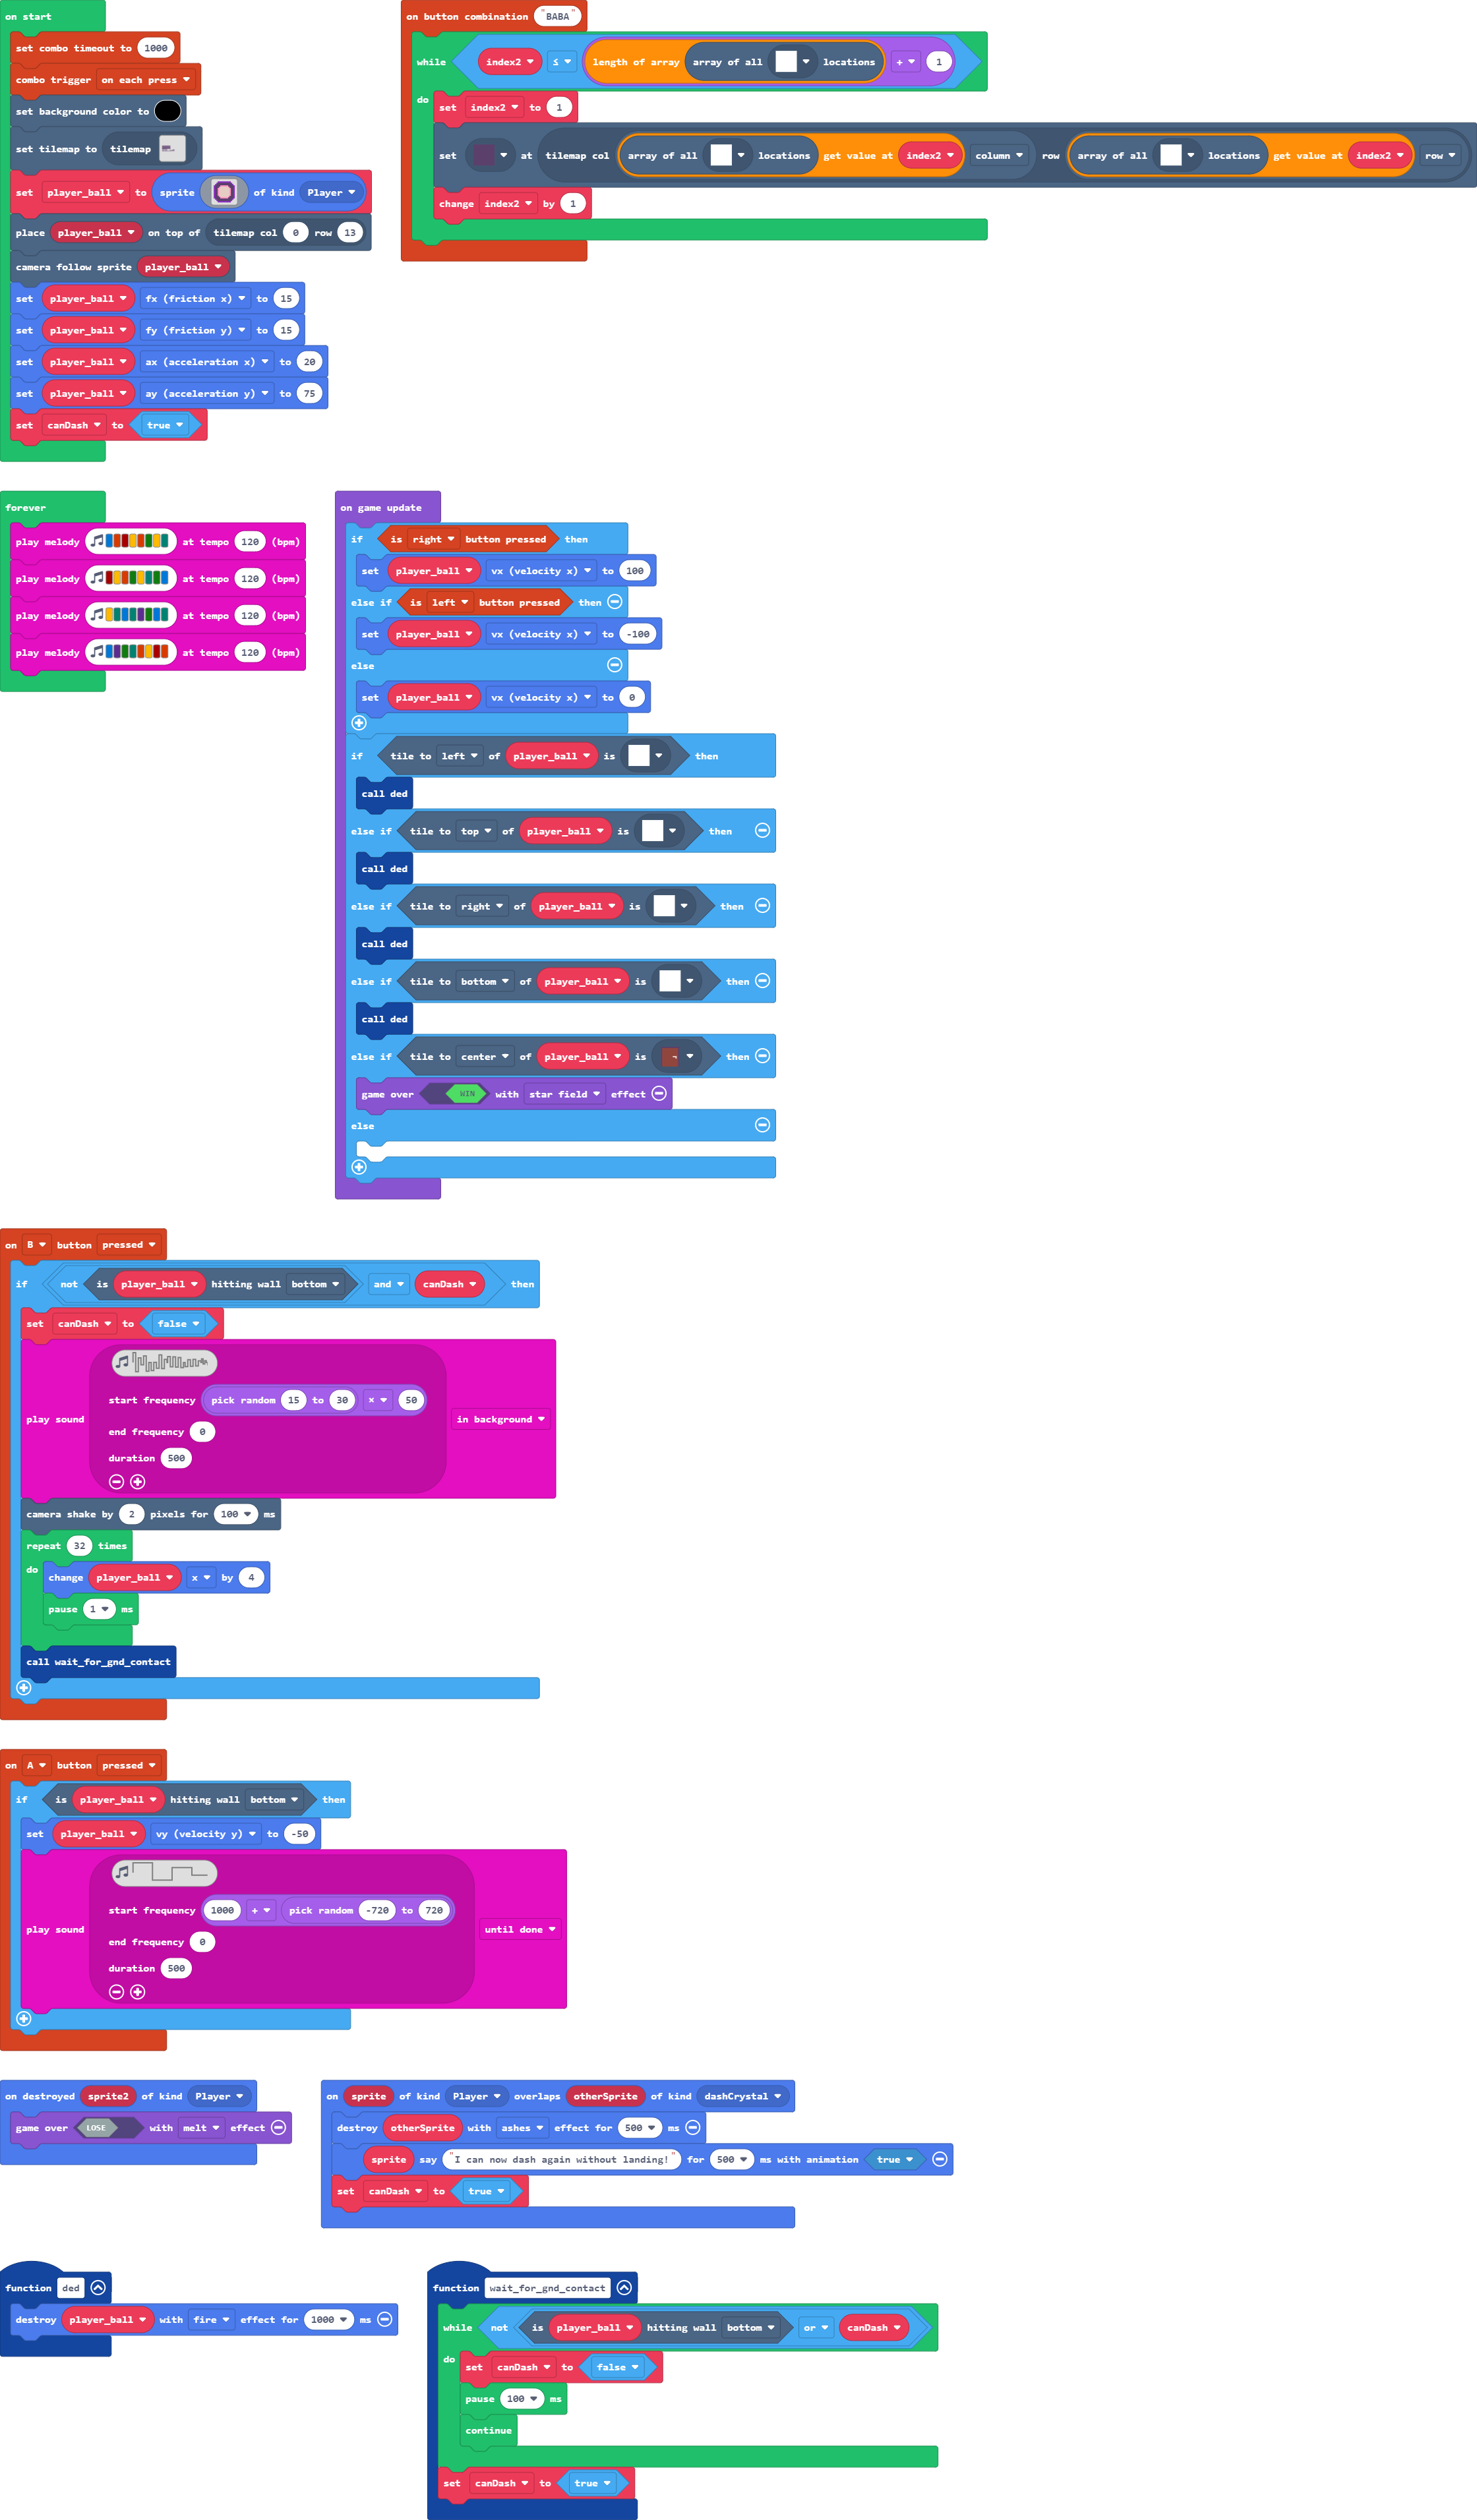 on start
set combo timeout to 1000
combo trigger on each press
set background color to
set tilemap to tilemap
set player_ball to sprite of kind Player
place player_ball on top of tilemap col 0 row 13
camera follow sprite player_ball
set player_ball fx (friction x) to 15
set player_ball fy (friction y) to 15
set player_ball ax (acceleration x) to 20
set player_ball ay (acceleration y) to 75
set canDash to true
on button combination "BABA"
while index2 ≤ length of array array of all locations + 1
do
set index2 to 1
set at tilemap col array of all locations get value at index2 column row array of all locations get value at index2 row
change index2 by 1
forever
play melody at tempo 120 (bpm)
play melody at tempo 120 (bpm)
play melody at tempo 120 (bpm)
play melody at tempo 120 (bpm)
on game update
if is right button pressed then
set player_ball vx (velocity x) to 100
else if is left button pressed then
set player_ball vx (velocity x) to -100
else
set player_ball vx (velocity x) to 0
if tile to left of player_ball is then
call ded
else if tile to top of player_ball is then
call ded
else if tile to right of player_ball is then
call ded
else if tile to bottom of player_ball is then
call ded
else if tile to center of player_ball is then
game over WIN with star field effect
else
on B button pressed
if not is player_ball hitting wall bottom and canDash then
set canDash to false
play sound
start frequency pick random 15 to 30 × 50
end frequency 0
duration 500
in background
camera shake by 2 pixels for 100 ms
repeat 32 times
do
change player_ball x by 4
pause 1 ms
call wait_for_gnd_contact
on A button pressed
if is player_ball hitting wall bottom then
set player_ball vy (velocity y) to -50
play sound
start frequency 1000 + pick random -720 to 720
end frequency 0
duration 500
until done
on destroyed sprite2 of kind Player
game over LOSE with melt effect
on sprite of kind Player overlaps otherSprite of kind dashCrystal
destroy otherSprite with ashes effect for 500 ms
sprite say "I can now dash again without landing!" for 500 ms with animation true
set canDash to true
function ded
destroy player_ball with fire effect for 1000 ms
function wait_for_gnd_contact
while not is player_ball hitting wall bottom or canDash
do
set canDash to false
pause 100 ms
continue
set canDash to true